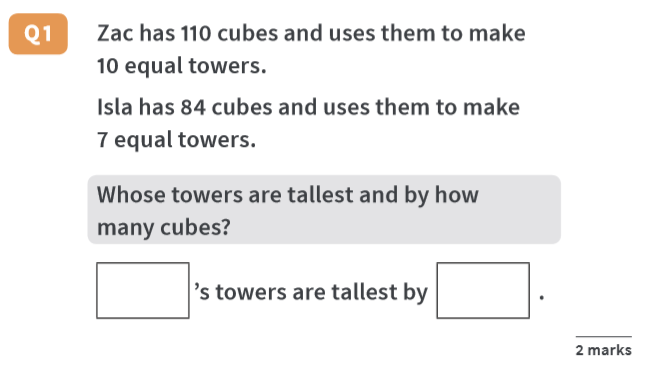 Q1
Zac has 110 cubes and uses them to make
10 equal towers.
Isla has 84 cubes and uses them to make
7 equal towers.
Whose towers are tallest and by how
many cubes?
’s towers are tallest by .
2 marks